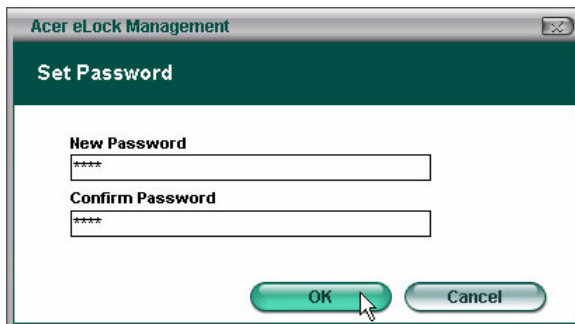 Acer eLock Management
Set Password
New Password
****
Confirm Password
****
OK Cancel